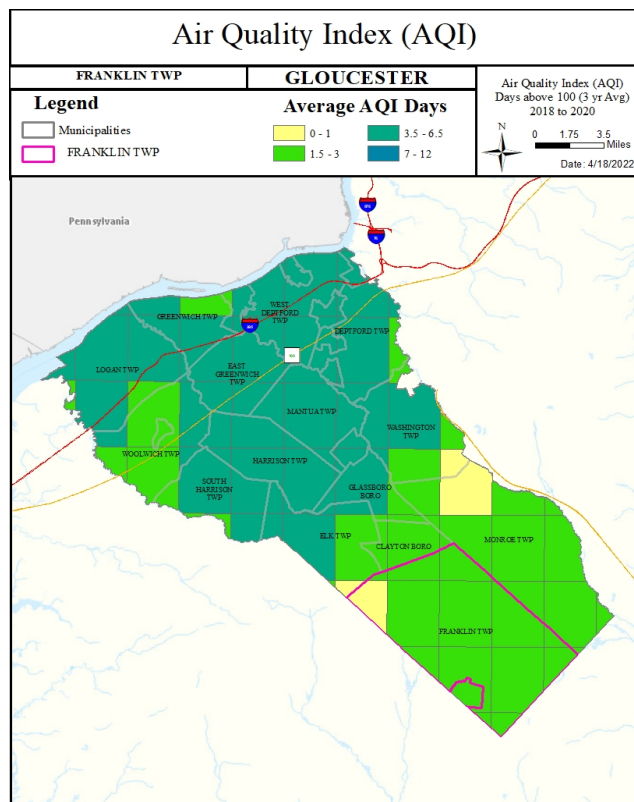 Air Quality Index (AQI)
FRANKLIN TWP
GLOUCESTER
Air Quality Index (AQI)
Days above 100 (3 yr Avg)
2018 to 2020
Legend
Municipalities
FRANKLIN TWP
Average AQI Days
0 - 1
3.5 - 6.5
1.5 - 3
7 - 12
N
0 1.75 3.5
Miles
Date: 4/18/2022
Pennsylvania
WEST
DEPTFORD
TWP
GREENWICH TWP
DEPTFORD TWP
LOGAN TWP
EAST
GREENWICH
TWP
MANTUA TWP
WASHINGTON
TWP
WOOLWICH TWP
HARRISON TWP
SOUTH
HARRISON
TWP
GLASSBORO
BORO
ELK TWP
CLAYTON BORO
MONROE TWP
FRANKLIN TWP